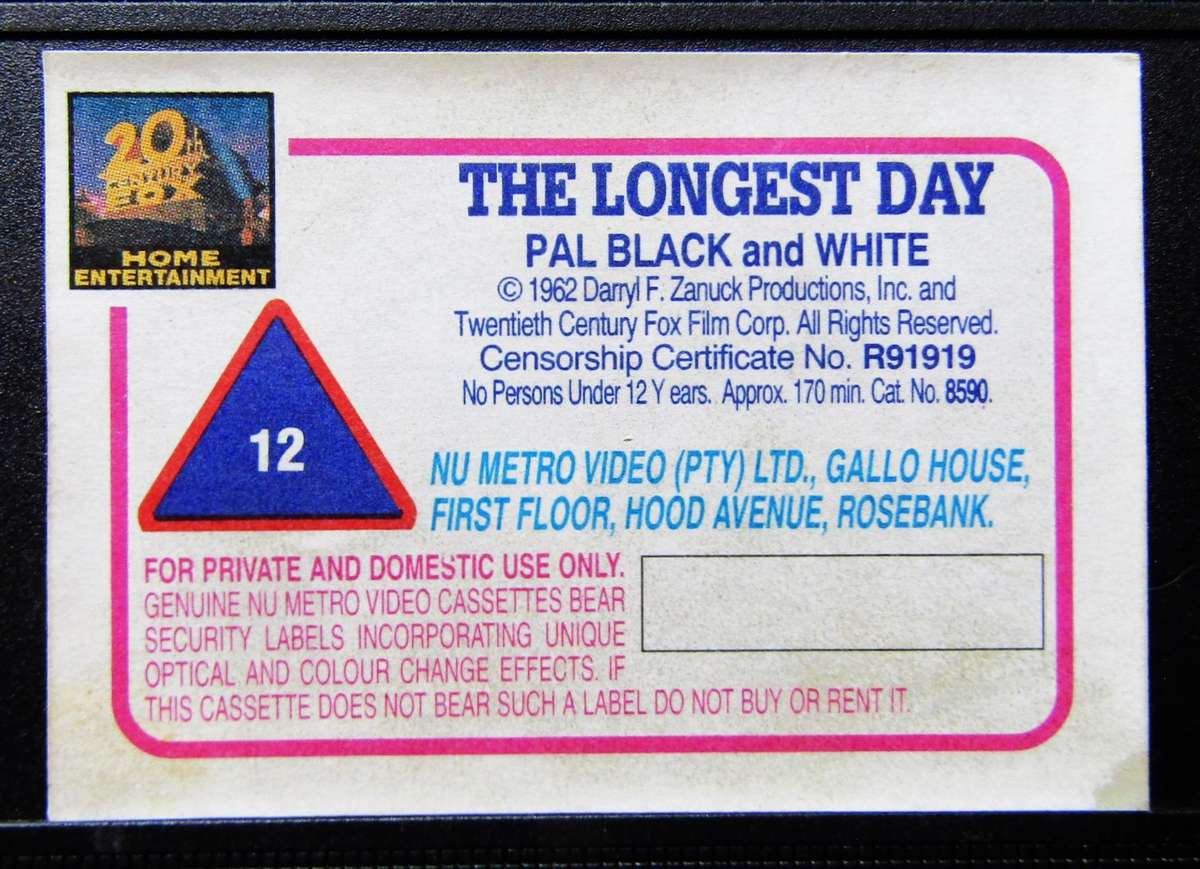 20th
CENTURY
FOX
HOME
ENTERTAINMENT
THE LONGEST DAY
PAL BLACK and WHITE
© 1962 Darryl F. Zanuck Productions, Inc. and
Twentieth Century Fox Film Corp. All Rights Reserved.
Censorship Certificate No. R91919
No Persons Under 12 Y ears. Approx. 170 min. Cat. No. 8590.
12
NU METRO VIDEO (PTY) LTD., GALLO HOUSE,
FIRST FLOOR, HOOD AVENUE, ROSEBANK.
FOR PRIVATE AND DOMESTIC USE ONLY.
GENUINE NU METRO VIDEO CASSETTES BEAR
SECURITY LABELS INCORPORATING UNIQUE
OPTICAL AND COLOUR CHANGE EFFECTS. IF
THIS CASSETTE DOES NOT BEAR SUCH A LABEL DO NOT BUY OR RENT IT.